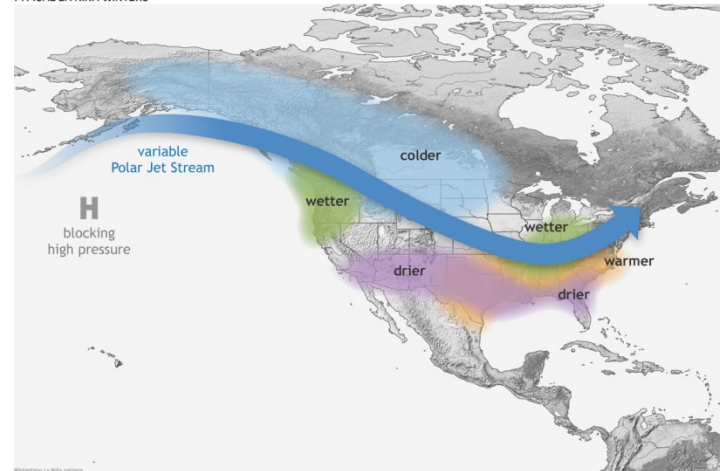 variable
Polar Jet Stream
colder
H
blocking
high pressure
wetter
wetter
warmer
drier
drier